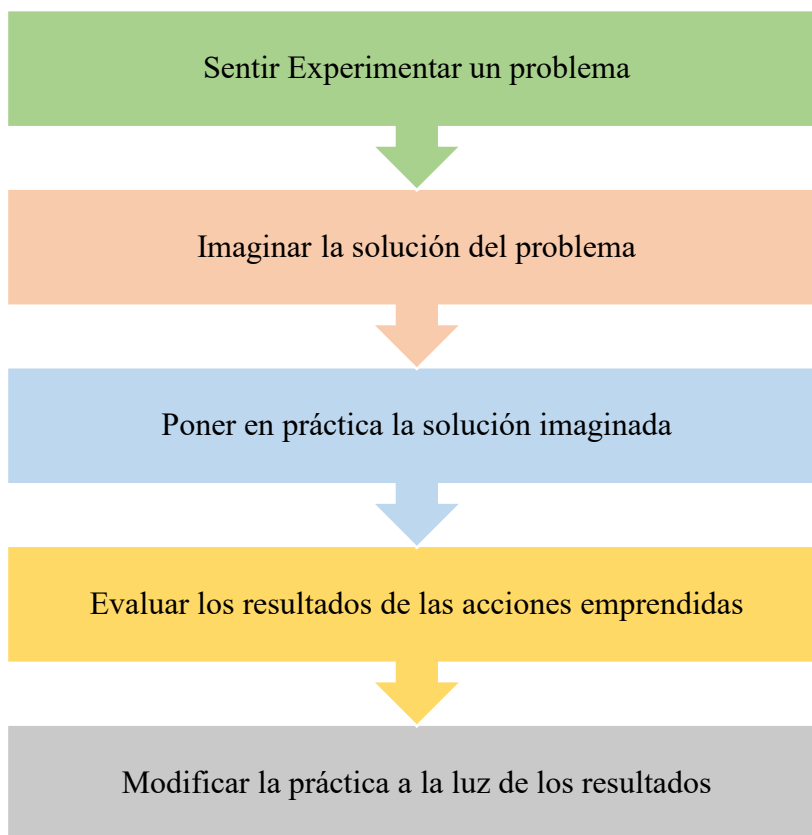 Sentir Experimentar un problema
Imaginar la solución del problema
Poner en práctica la solución imaginada
Evaluar los resultados de las acciones emprendidas
Modificar la práctica a la luz de los resultados